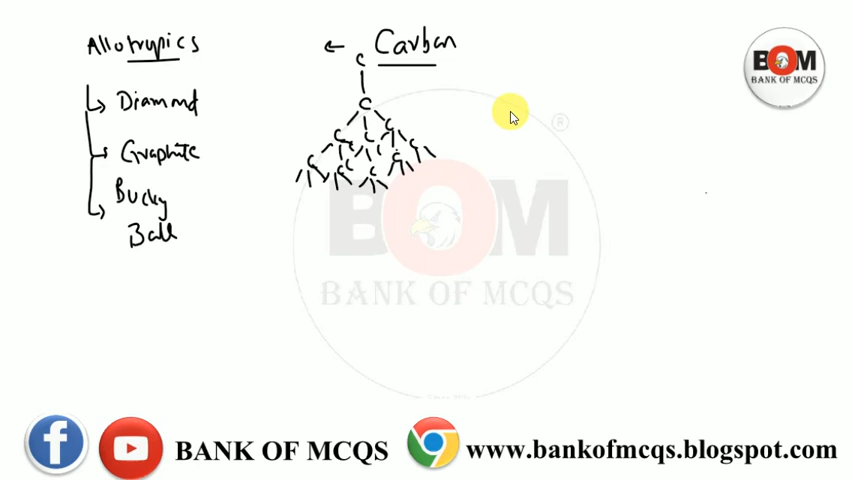 Allotropics
← Carbon
C
C
C C C C
C C C C C
→ Diamond
→ Graphite
→ Bucky
Ball
BOM
BANK OF MCQS
®
BOM
BANK OF MCQS
BANK OF MCQS
www.bankofmcqs.blogspot.com